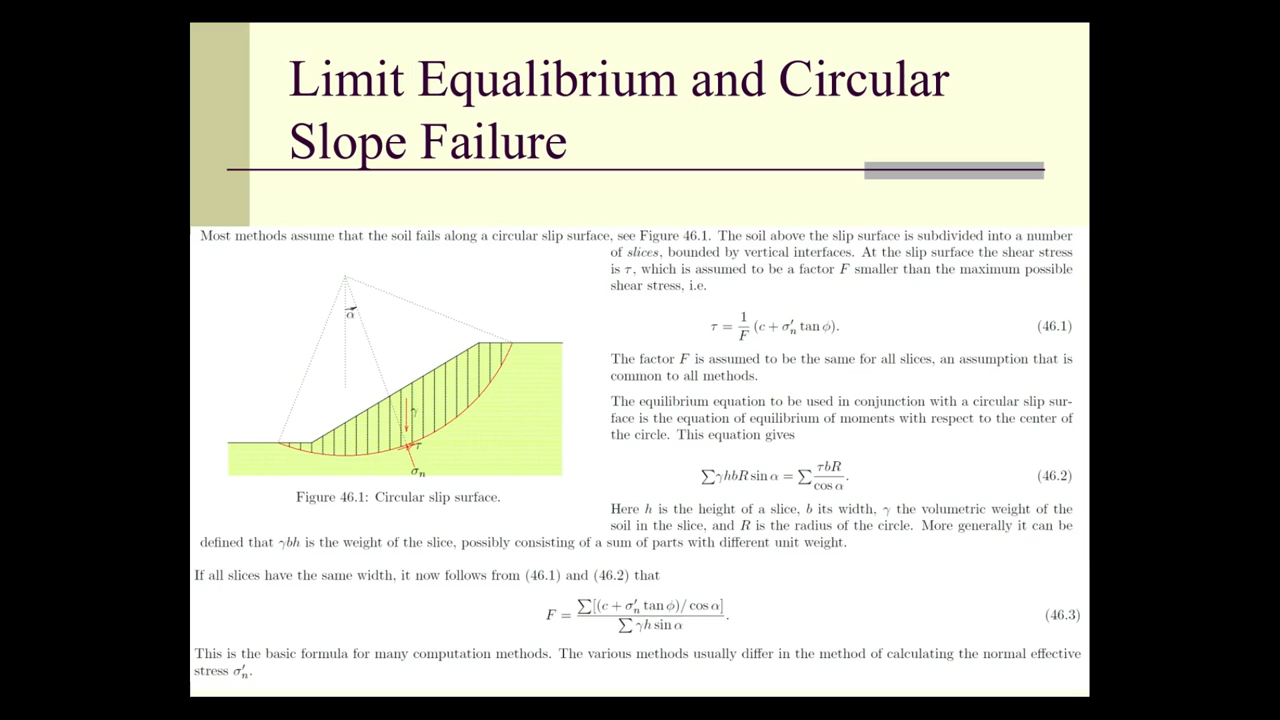 Limit Equalibrium and Circular
Slope Failure
Most methods assume that the soil fails along a circular slip surface, see Figure 46.1. The soil above the slip surface is subdivided into a number
of slices, bounded by vertical interfaces. At the slip surface the shear stress
is τ, which is assumed to be a factor F smaller than the maximum possible
shear stress, i.e.
τ = 1/F (c + σ′n tan ϕ). (46.1)
The factor F is assumed to be the same for all slices, an assumption that is
common to all methods.
The equilibrium equation to be used in conjunction with a circular slip sur-
face is the equation of equilibrium of moments with respect to the center of
the circle. This equation gives
∑γhbR sin α = ∑ τbR/cos α. (46.2)
α
γ
τ
σn
Figure 46.1: Circular slip surface.
Here h is the height of a slice, b its width, γ the volumetric weight of the
soil in the slice, and R is the radius of the circle. More generally it can be
defined that γbh is the weight of the slice, possibly consisting of a sum of parts with different unit weight.
If all slices have the same width, it now follows from (46.1) and (46.2) that
F = ∑[(c + σ′n tan ϕ)/ cos α] / ∑ γh sin α. (46.3)
This is the basic formula for many computation methods. The various methods usually differ in the method of calculating the normal effective
stress σ′n.